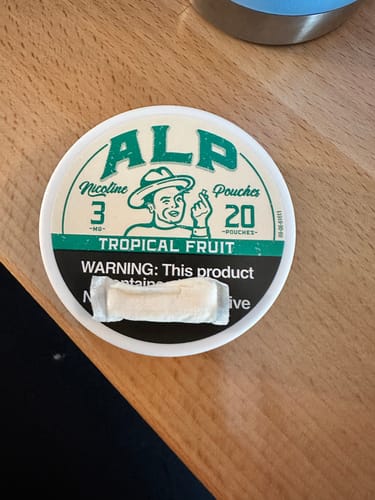 ALP
Nicotine Pouches
3 20
-MG- -POUCHES-
TROPICAL FRUIT
WARNING: This product